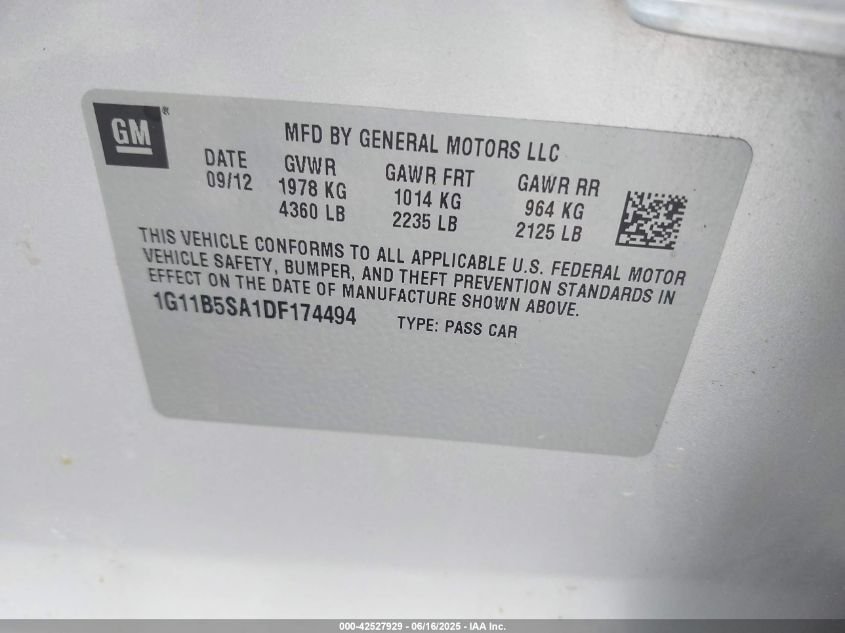 GM®
MFD BY GENERAL MOTORS LLC
DATE GVWR GAWR FRT GAWR RR
09/12 1978 KG 1014 KG 964 KG
4360 LB 2235 LB 2125 LB
THIS VEHICLE CONFORMS TO ALL APPLICABLE U.S. FEDERAL MOTOR
VEHICLE SAFETY, BUMPER, AND THEFT PREVENTION STANDARDS IN
EFFECT ON THE DATE OF MANUFACTURE SHOWN ABOVE.
1G11B5SA1DF174494 TYPE: PASS CAR
000-42527929 - 06/16/2025 - IAA Inc.